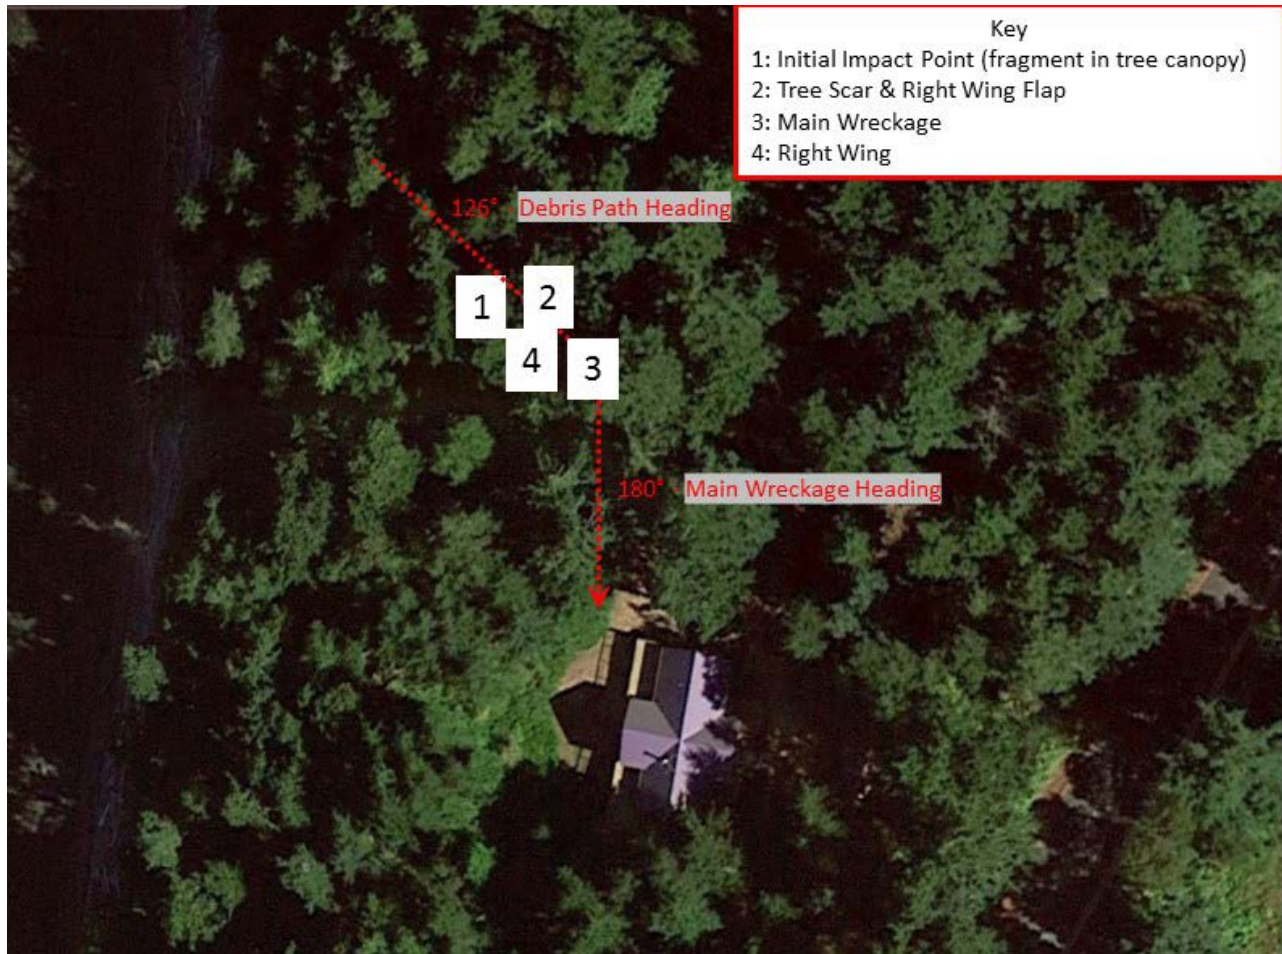 Key
1: Initial Impact Point (fragment in tree canopy)
2: Tree Scar & Right Wing Flap
3: Main Wreckage
4: Right Wing
126° - Debris Path Heading
1
2
4
3
180° - Main Wreckage Heading